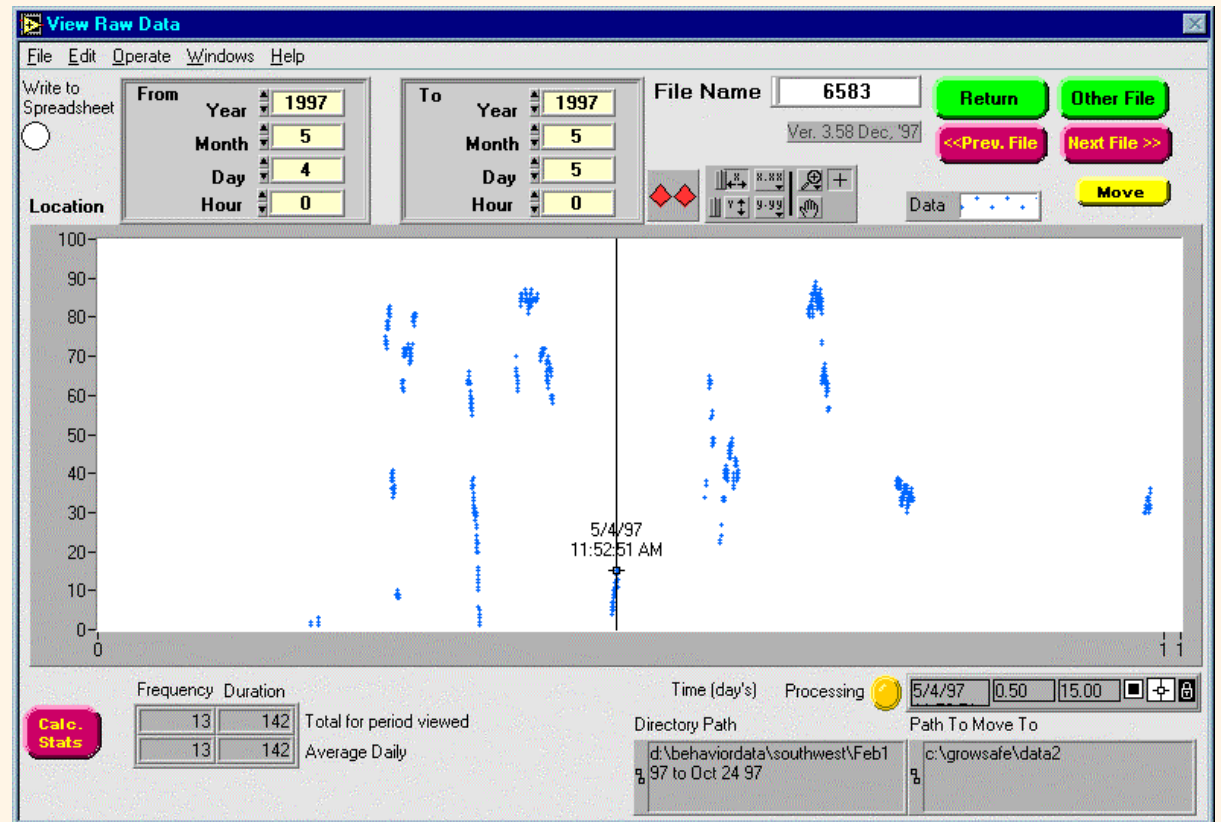 View Raw Data
File Edit Operate Windows Help
Write to
Spreadsheet
From
Year 1997
Month 5
Day 4
Hour 0
To
Year 1997
Month 5
Day 5
Hour 0
File Name 6583
Ver. 3.58 Dec, '97
Return
Other File
<<Prev. File
Next File >>
Move
X.XX
Y.YY
Data
Location
100
90
80
70
60
50
40
30
20
10
0
5/4/97
11:52:51 AM
0
1 1
Time (day's)
Processing
5/4/97 0.50 15.00
Calc.
Stats
Frequency Duration
13 142 Total for period viewed
13 142 Average Daily
Directory Path
d:\behaviordata\southwest\Feb1
97 to Oct 24 97
Path To Move To
c:\growsafe\data2